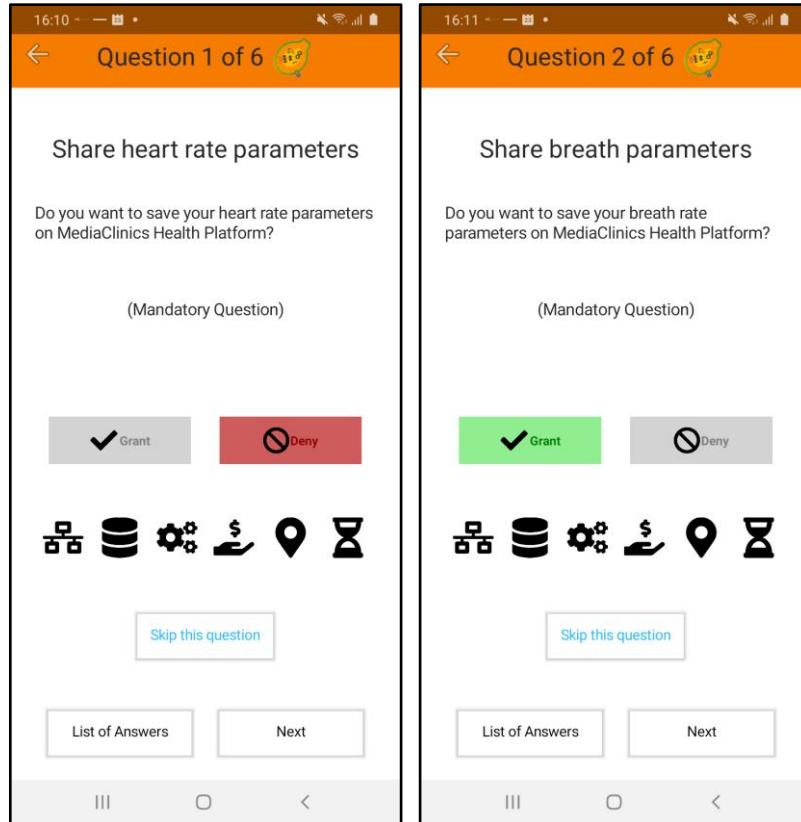 16:10
Question 1 of 6
Share heart rate parameters
Do you want to save your heart rate parameters
on MediaClinics Health Platform?
(Mandatory Question)
Grant
Deny
Skip this question
List of Answers
Next
16:11
Question 2 of 6
Share breath parameters
Do you want to save your breath rate
parameters on MediaClinics Health Platform?
(Mandatory Question)
Grant
Deny
Skip this question
List of Answers
Next